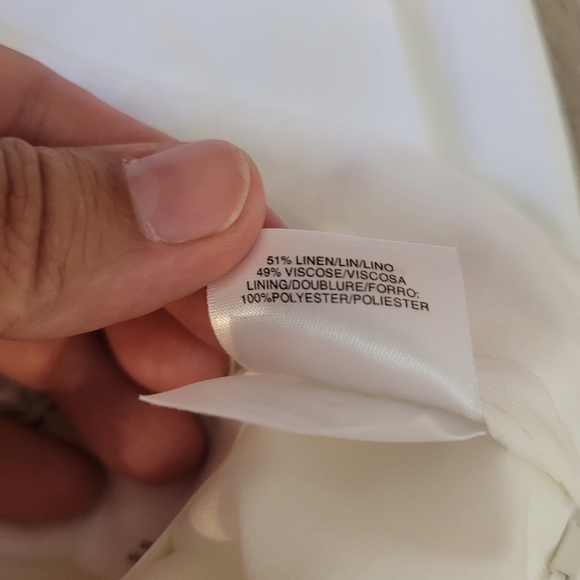 51% LINEN/LIN/LINO
49% VISCOSE/VISCOSA
LINING/DOUBLURE/FORRO:
100%POLYESTER/POLIESTER